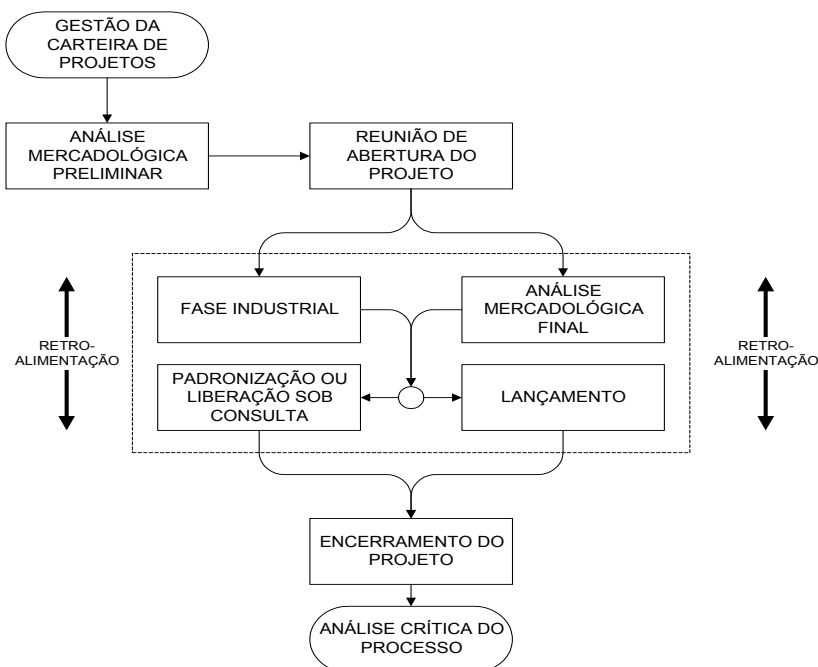 GESTÃO DA
CARTEIRA DE
PROJETOS
ANÁLISE
MERCADOLÓGICA
PRELIMINAR
REUNIÃO DE
ABERTURA DO
PROJETO
FASE INDUSTRIAL
ANÁLISE
MERCADOLÓGICA
FINAL
RETRO-
ALIMENTAÇÃO
RETRO-
ALIMENTAÇÃO
PADRONIZAÇÃO OU
LIBERAÇÃO SOB
CONSULTA
LANÇAMENTO
ENCERRAMENTO DO
PROJETO
ANÁLISE CRÍTICA DO
PROCESSO